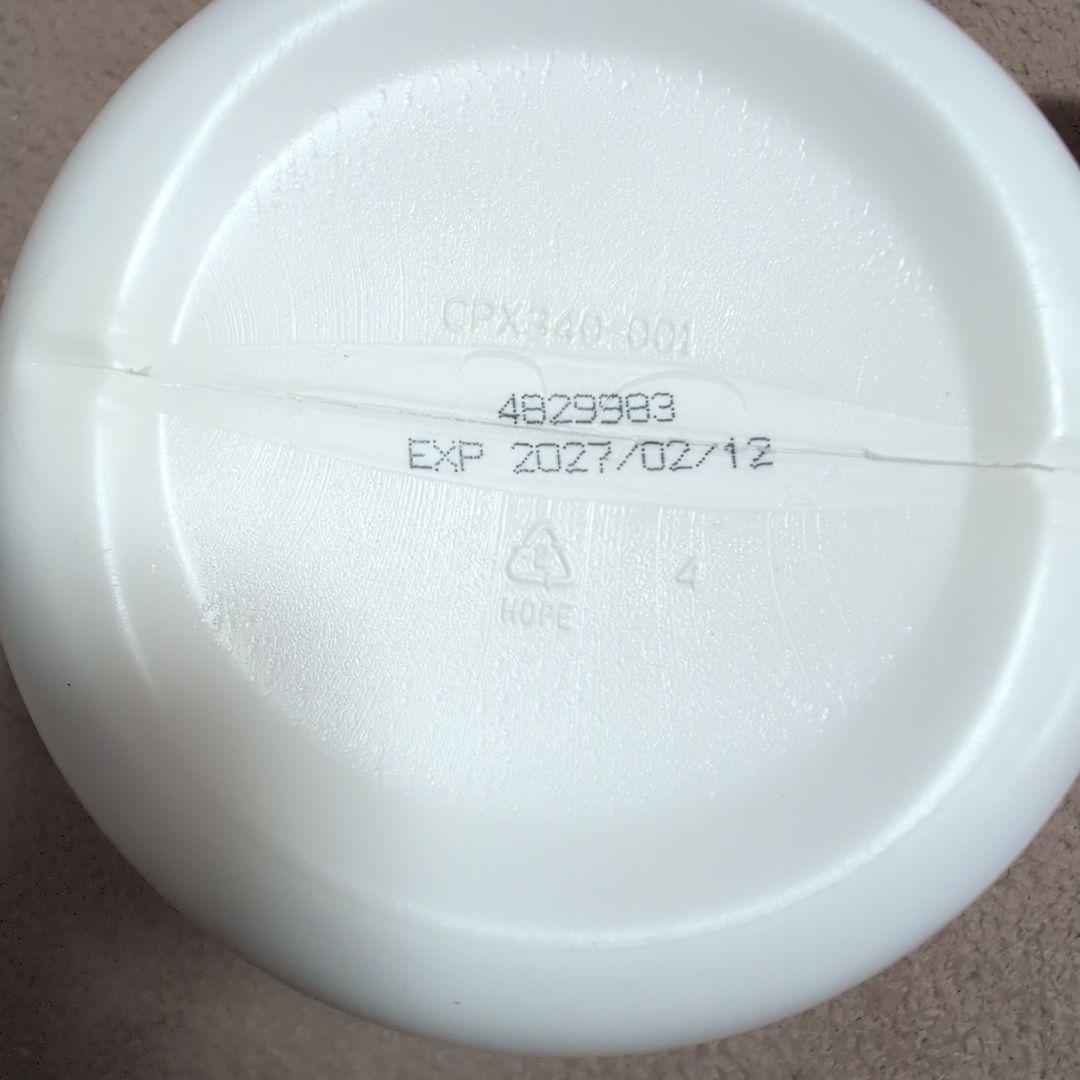 CPX340-001
4829983
EXP 2027/02/12
4
HDPE